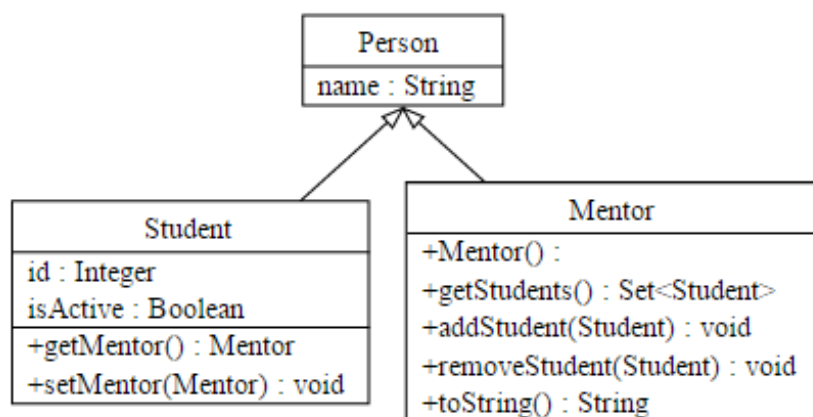 Person
name : String
Student
id : Integer
isActive : Boolean
+getMentor() : Mentor
+setMentor(Mentor) : void
Mentor
+Mentor() :
+getStudents() : Set<Student>
+addStudent(Student) : void
+removeStudent(Student) : void
+toString() : String